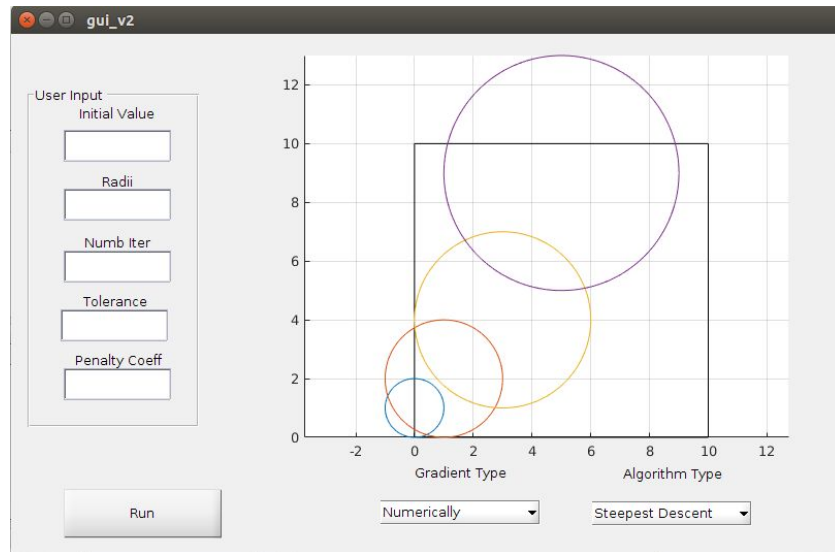 gui_v2
User Input
Initial Value
Radii
Numb Iter
Tolerance
Penalty Coeff
Run
12
10
8
6
4
2
0
-2 0 2 4 6 8 10 12
Gradient Type Algorithm Type
Numerically Steepest Descent